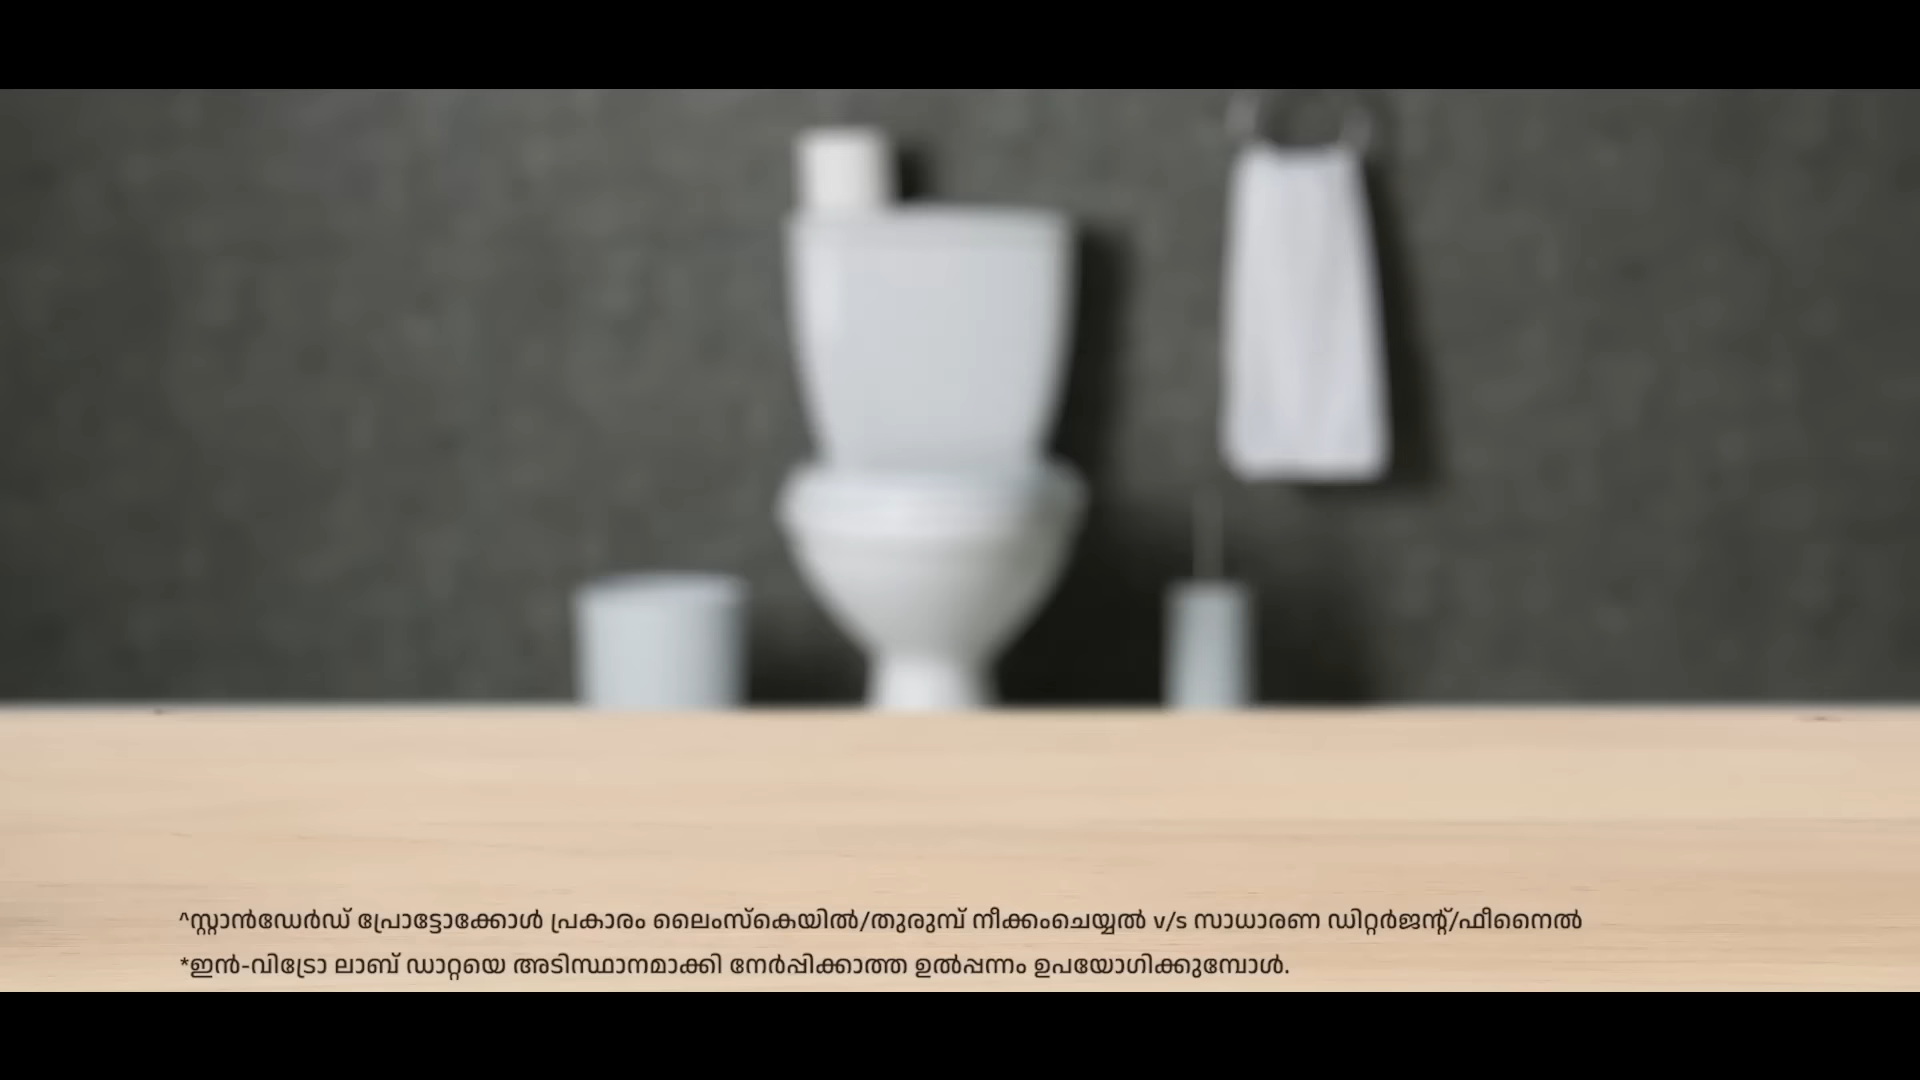 ^സ്റ്റാൻഡേർഡ് പ്രോട്ടോക്കോൾ പ്രകാരം ലൈംസ്കെയിൽ/തുരുമ്പ് നീക്കംചെയ്യൽ v/s സാധാരണ ഡിറ്റർജന്റ്/ഫീനൈൽ
*ഇൻ-വിട്രോ ലാബ് ഡാറ്റയെ അടിസ്ഥാനമാക്കി നേർപ്പിക്കാത്ത ഉൽപ്പന്നം ഉപയോഗിക്കുമ്പോൾ.